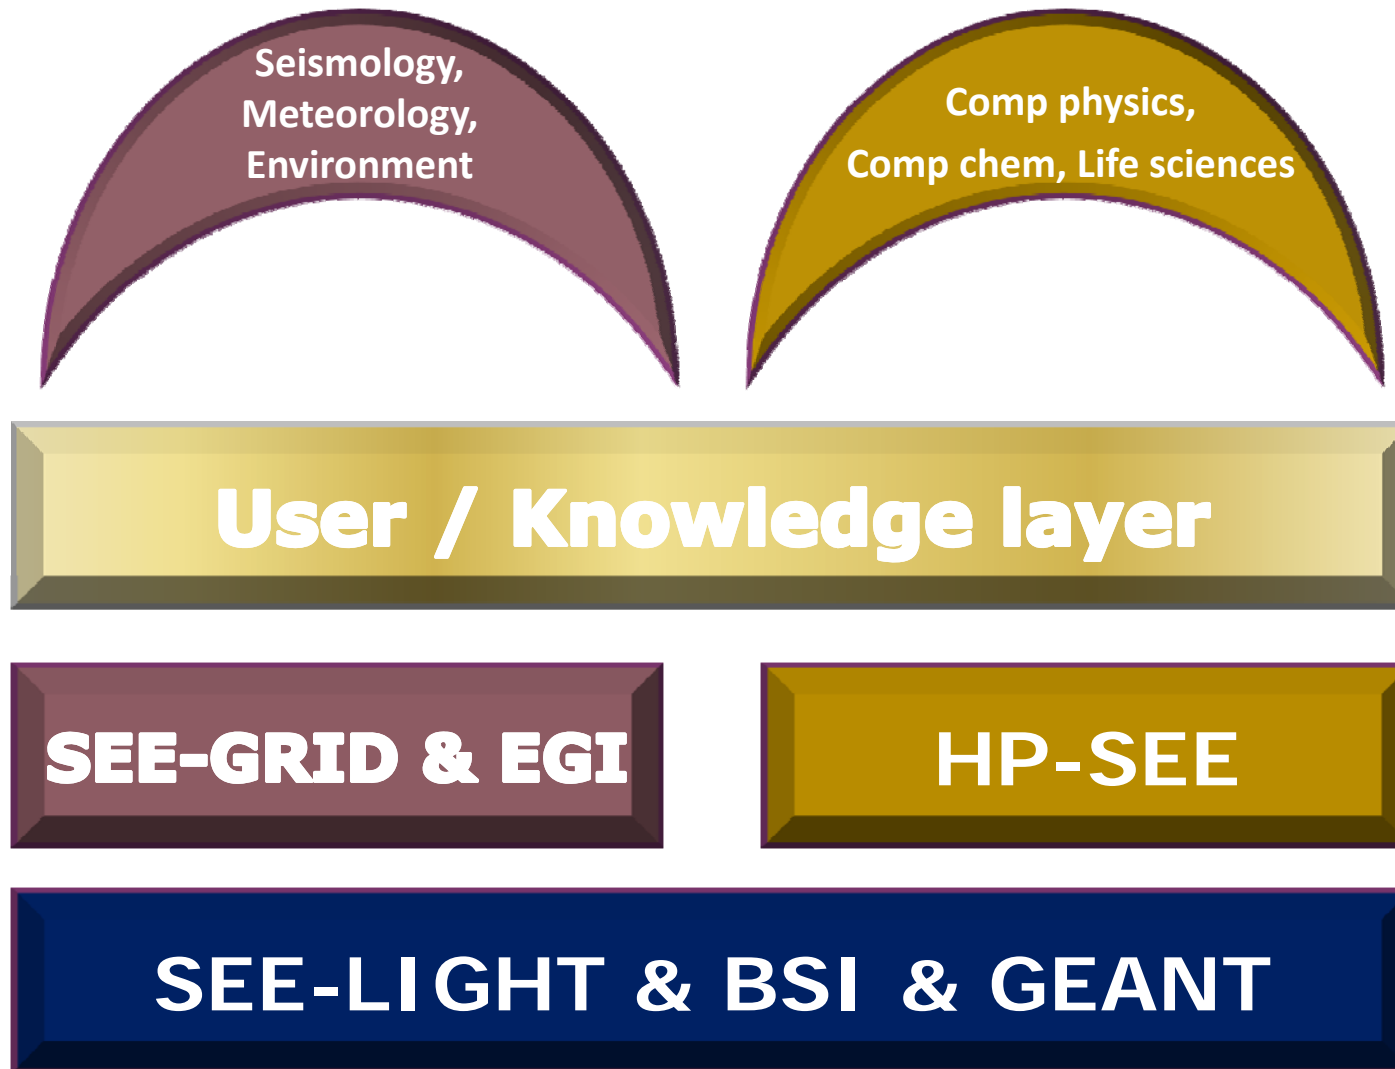 Seismology,
Meteorology,
Environment
Comp physics,
Comp chem, Life sciences
User / Knowledge layer
SEE-GRID & EGI
HP-SEE
SEE-LIGHT & BSI & GEANT